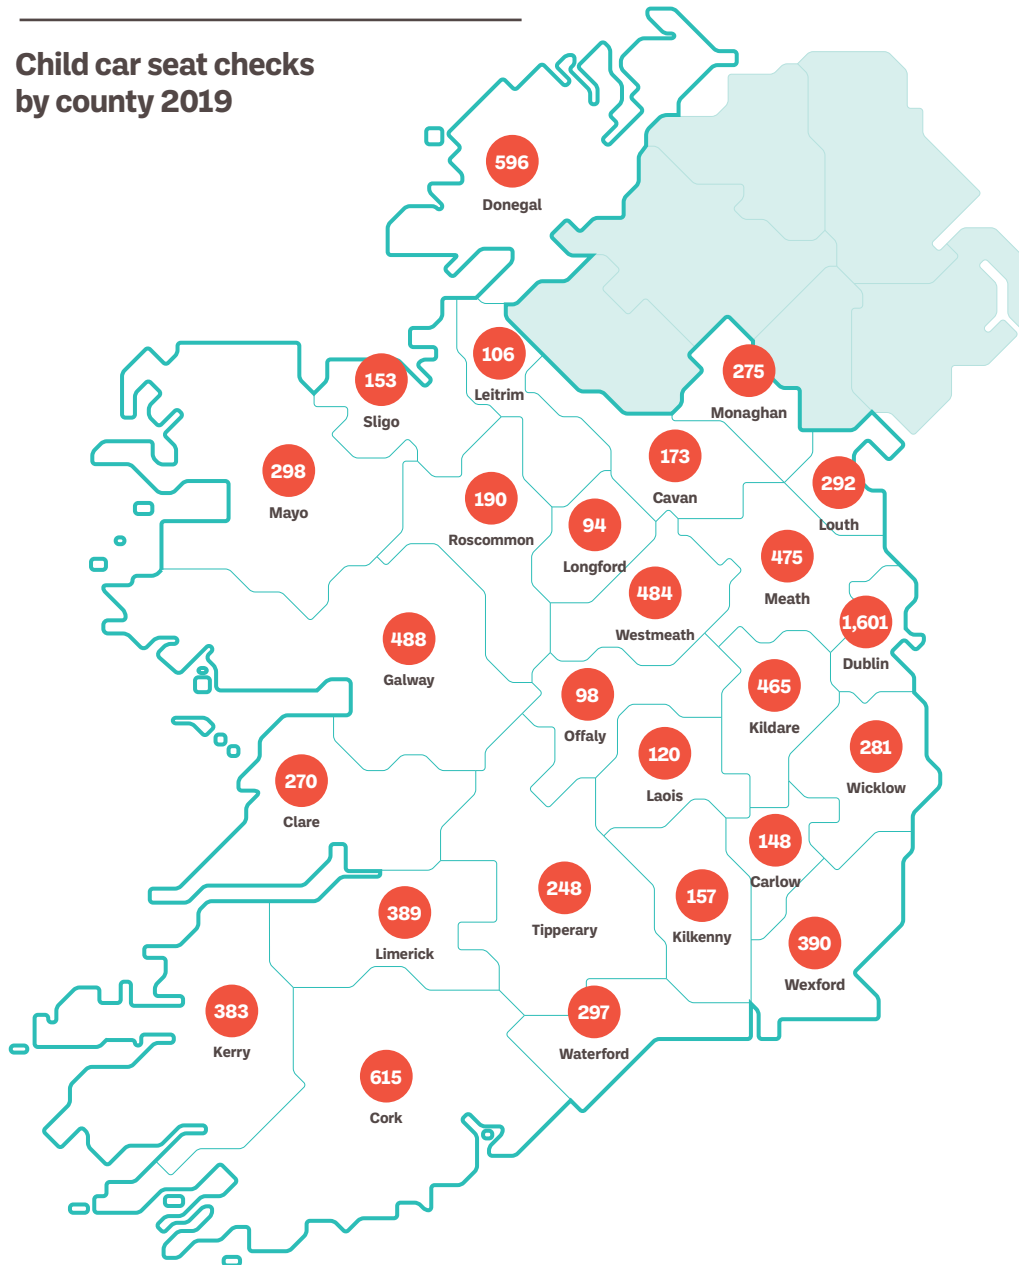 Child car seat checks
by county 2019
596
Donegal
106
Leitrim
153
Sligo
275
Monaghan
298
Mayo
173
Cavan
190
Roscommon
292
Louth
94
Longford
475
Meath
484
Westmeath
1,601
Dublin
488
Galway
98
Offaly
465
Kildare
120
Laois
281
Wicklow
270
Clare
148
Carlow
248
Tipperary
157
Kilkenny
389
Limerick
390
Wexford
383
Kerry
297
Waterford
615
Cork